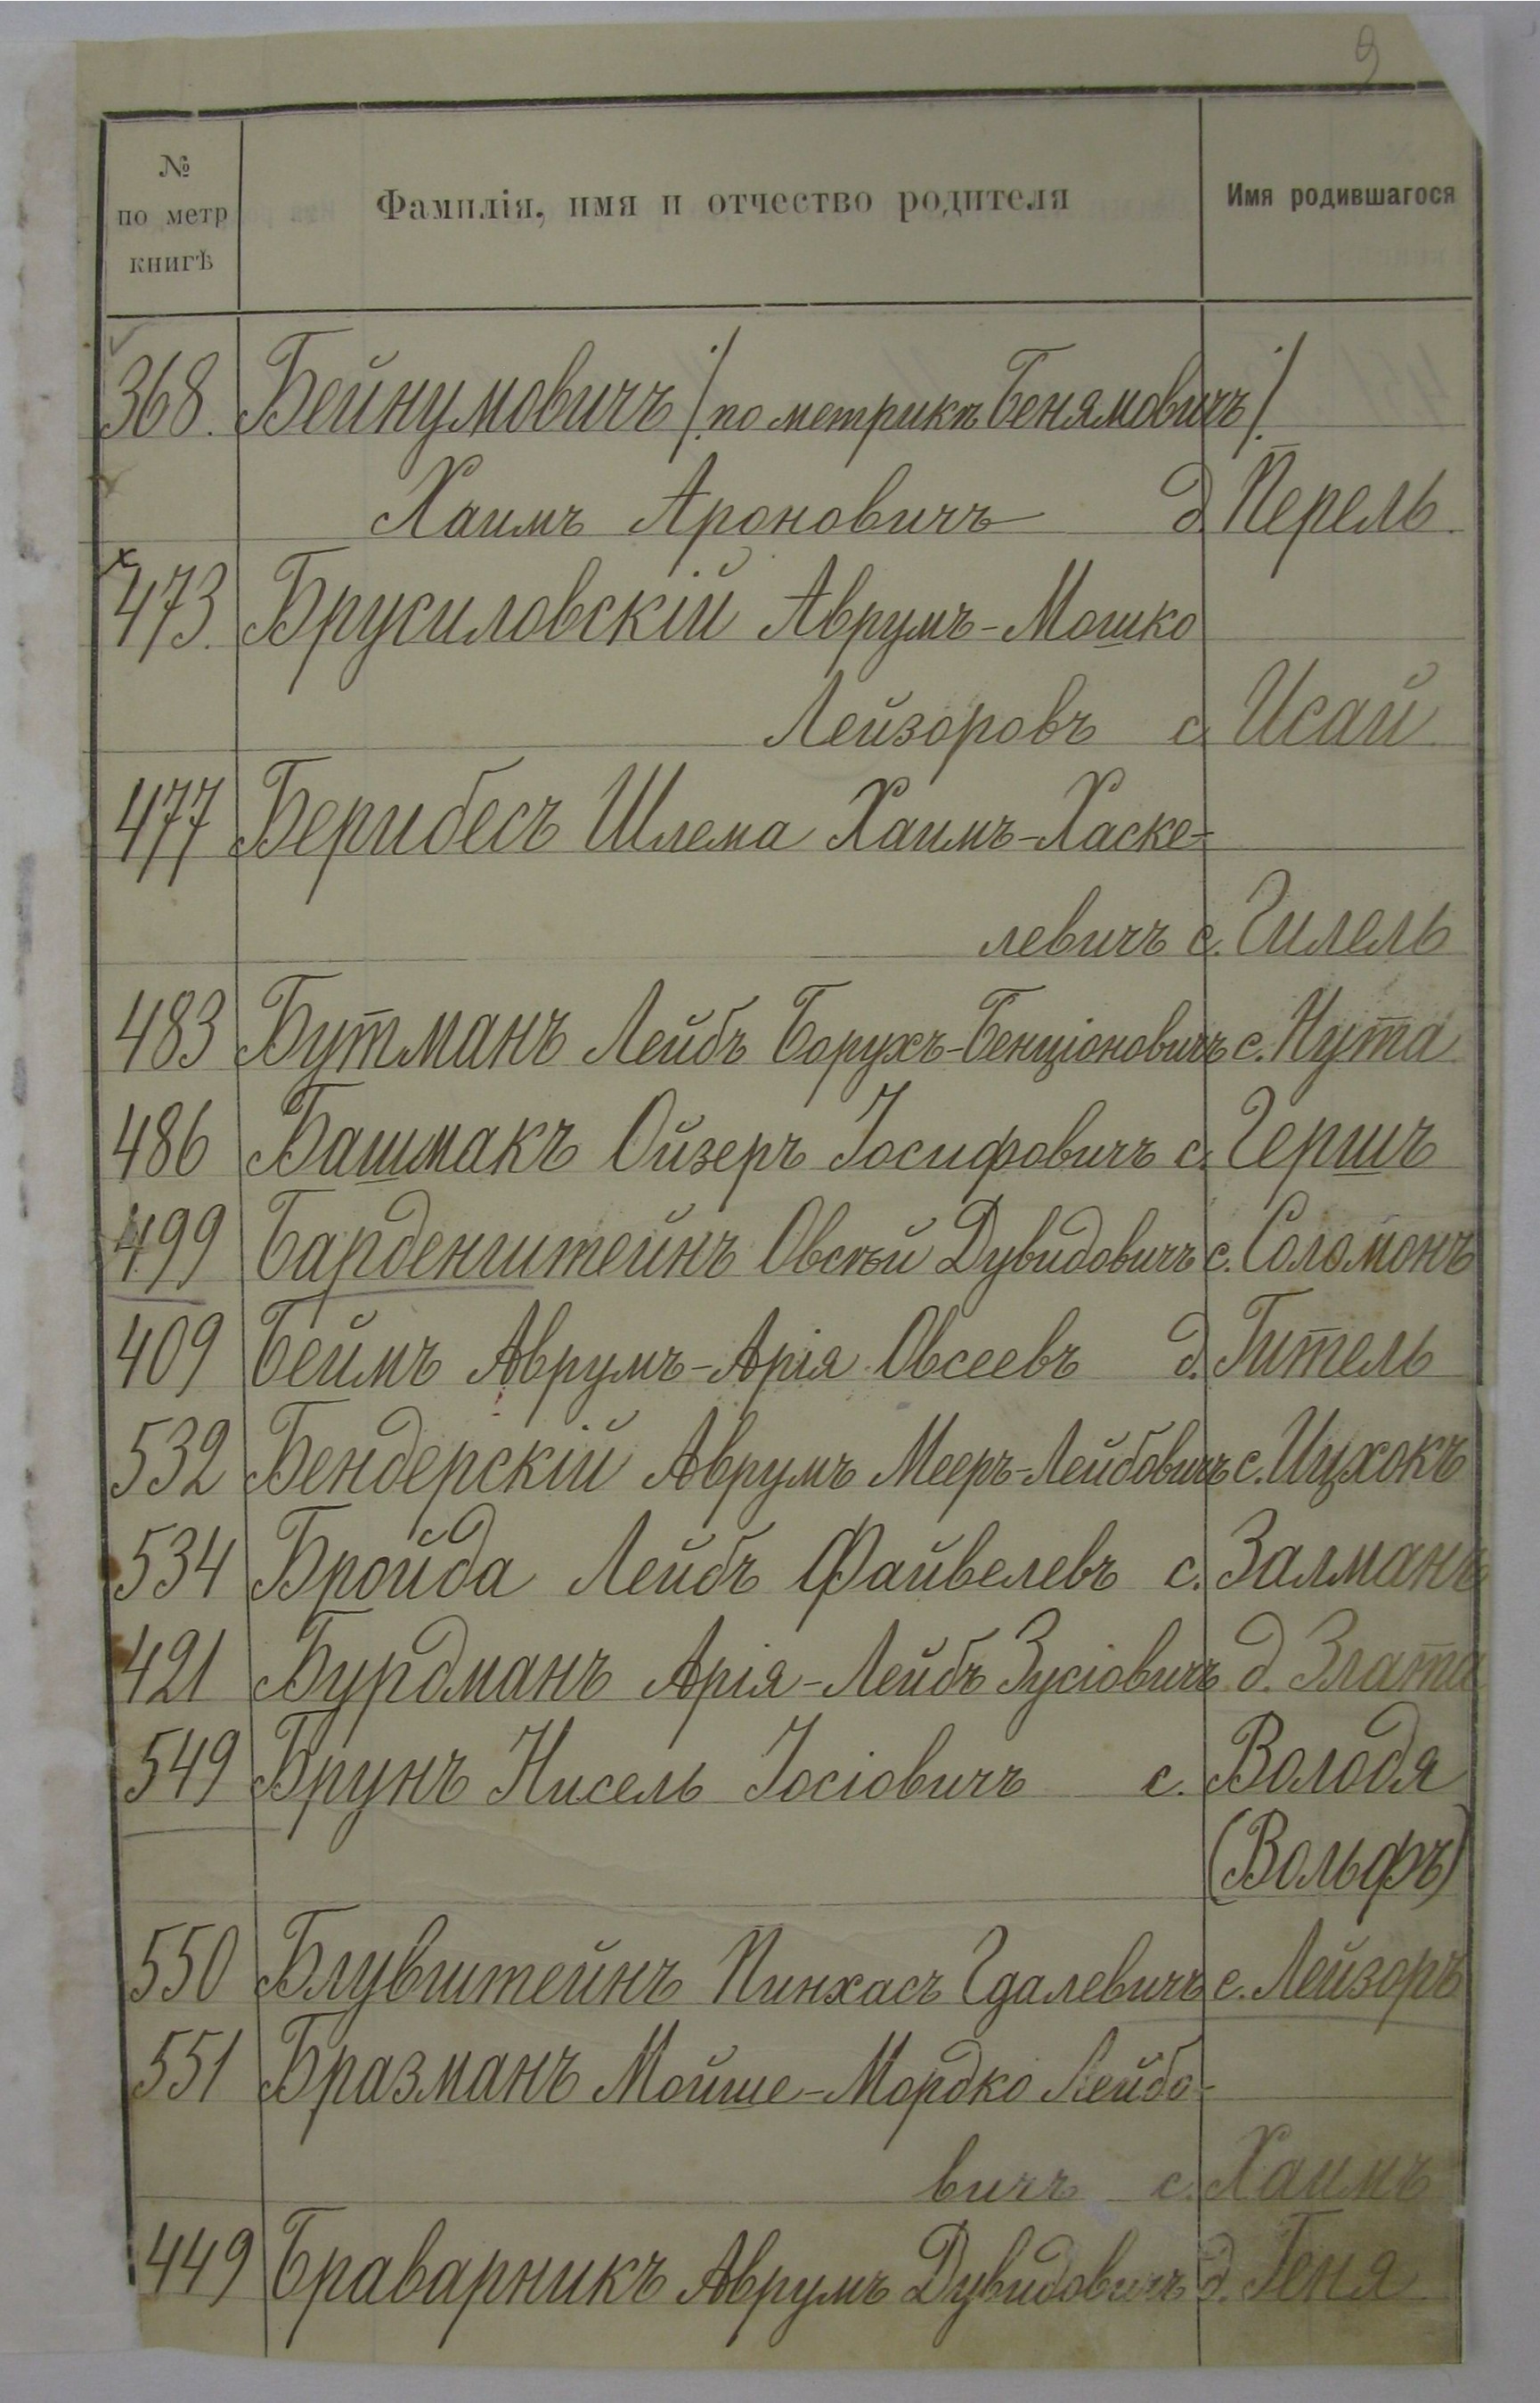 9
№ по метр книгѣ | Фамилія, имя и отчество родителя | Имя родившагося
368. Бейнумовичъ /по метрикѣ Бенямовичъ/
Хаимъ Ароновичъ д Перель
473. Брусиловскій Аврумъ-Мошко
Лейзоровъ с. Исай
477 Берибесъ Шлема Хаимъ-Хаске-
левичъ с. Гилель
483 Бутманъ Лейбъ Борухъ-Бенціоновичъ с. Нута
486 Башмакъ Ойзеръ Іосифовичъ с. Гершъ
499 Барденштейнъ Овсѣй Дувидовичъ с. Соломонъ
409 Беймъ Аврумъ-Арія Овсеевъ д. Гитель
532 Бендерскій Аврумъ Мееръ-Лейбовичъ с. Ицхокъ
534 Бройда Лейбъ Файвелевъ с. Залманъ
421 Бурдманъ Арія-Лейбъ Зусіовичъ д. Злата
549 Брунъ Нисель Іосіовичъ с. Володя
(Вольфъ)
550 Блувштейнъ Пинхасъ Гдалевичъ с. Лейзоръ
551 Бразманъ Мойше-Мордко Лейбо-
вичъ с. Хаимъ
449 Браварникъ Аврумъ Дувидовичъ д. Геня